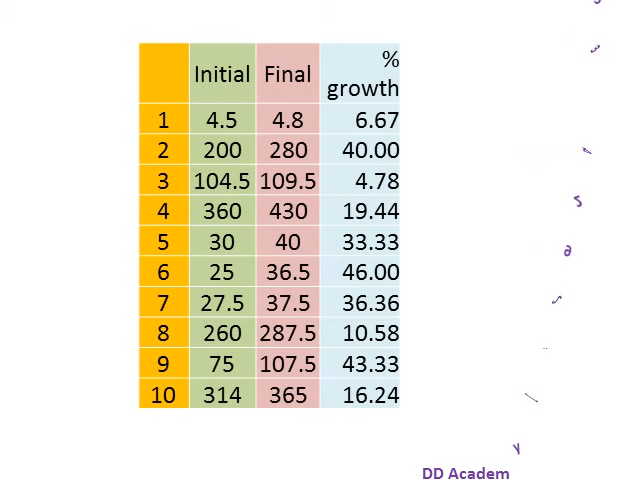 Initial Final % growth
1 4.5 4.8 6.67
2 200 280 40.00
3 104.5 109.5 4.78
4 360 430 19.44
5 30 40 33.33
6 25 36.5 46.00
7 27.5 37.5 36.36
8 260 287.5 10.58
9 75 107.5 43.33
10 314 365 16.24
DD Academ